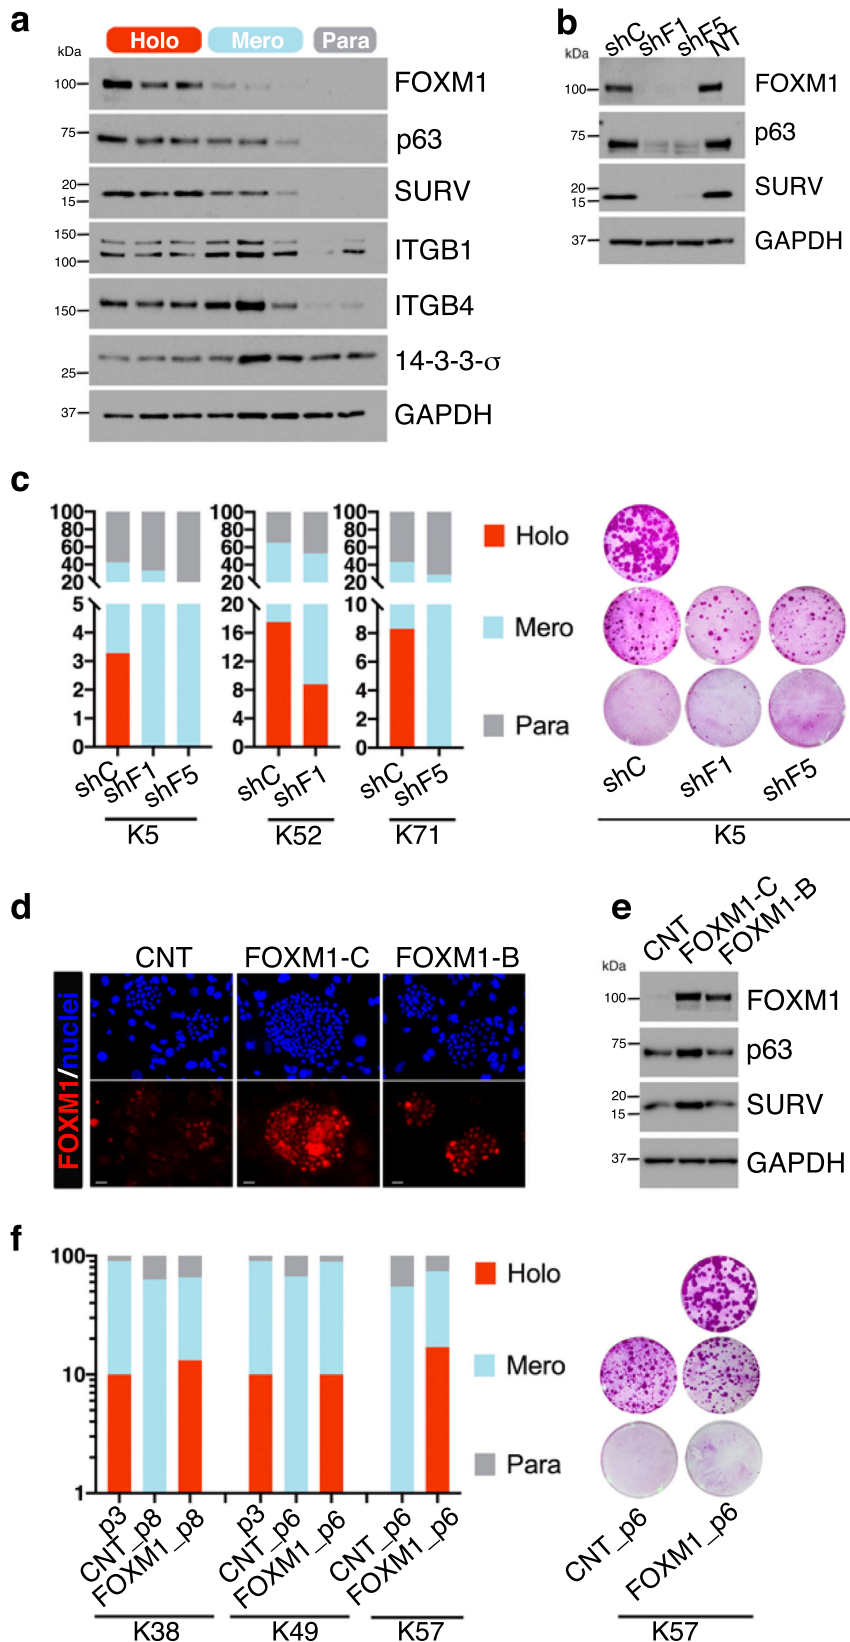 a
Holo Mero Para
kDa
100 FOXM1
75 p63
20
15 SURV
150
100 ITGB1
150 ITGB4
25 14-3-3-σ
37 GAPDH
b
shC shF1 shF5 NT
kDa
100 FOXM1
75 p63
20
15 SURV
37 GAPDH
c
100 80 60 40 20
5 4 3 2 1 0
shC shF1 shF5
K5
100 80 60 40 20
20 16 12 8 4 0
shC shF1
K52
100 80 60 40 20
10 8 6 4 2 0
shC shF5
K71
Holo
Mero
Para
shC shF1 shF5
K5
d
CNT FOXM1-C FOXM1-B
FOXM1/nuclei
e
CNT FOXM1-C FOXM1-B
kDa
100 FOXM1
75 p63
20
15 SURV
37 GAPDH
f
100
10
1
p3 CNT_p8 FOXM1_p8
K38
p3 CNT_p6 FOXM1_p6
K49
CNT_p6 FOXM1_p6
K57
Holo
Mero
Para
CNT_p6 FOXM1_p6
K57